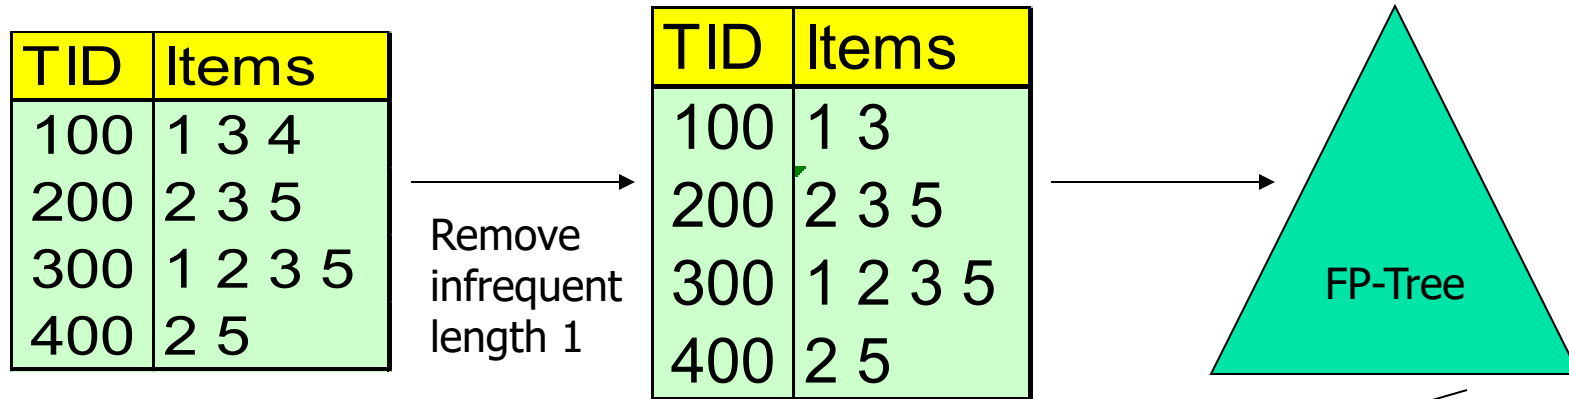 TID Items
100 1 3 4
200 2 3 5
300 1 2 3 5
400 2 5
Remove
infrequent
length 1
TID Items
100 1 3
200 2 3 5
300 1 2 3 5
400 2 5
FP-Tree